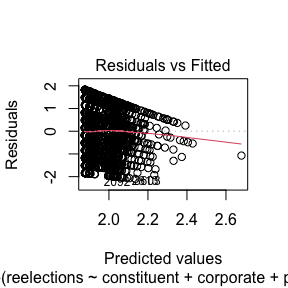 Residuals vs Fitted
Residuals
2
1
0
-2
2.0 2.2 2.4 2.6
Predicted values
(reelections ~ constituent + corporate + p